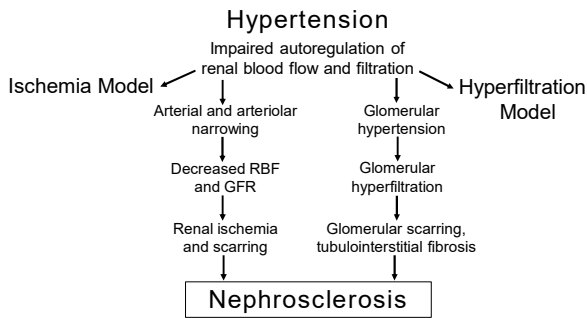 Hypertension
Impaired autoregulation of
renal blood flow and filtration
Ischemia Model
Hyperfiltration
Model
Arterial and arteriolar
narrowing
Glomerular
hypertension
Decreased RBF
and GFR
Glomerular
hyperfiltration
Renal ischemia
and scarring
Glomerular scarring,
tubulointerstitial fibrosis
Nephrosclerosis